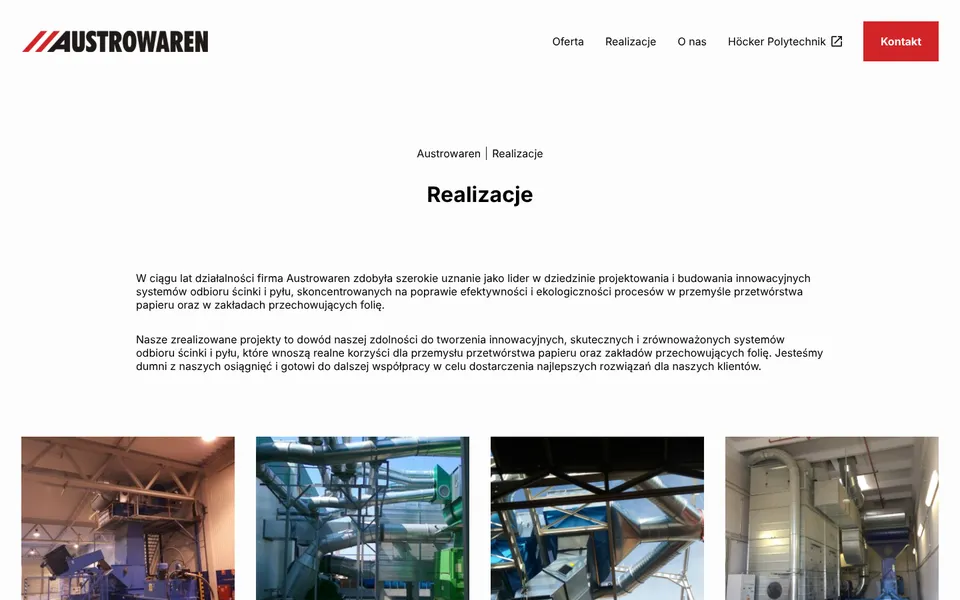 AUSTROWAREN
Oferta
Realizacje
O nas
Höcker Polytechnik
Kontakt
Austrowaren | Realizacje
Realizacje
W ciągu lat działalności firma Austrowaren zdobyła szerokie uznanie jako lider w dziedzinie projektowania i budowania innowacyjnych
systemów odbioru ścinki i pyłu, skoncentrowanych na poprawie efektywności i ekologiczności procesów w przemyśle przetwórstwa
papieru oraz w zakładach przechowujących folię.
Nasze zrealizowane projekty to dowód naszej zdolności do tworzenia innowacyjnych, skutecznych i zrównoważonych systemów
odbioru ścinki i pyłu, które wnoszą realne korzyści dla przemysłu przetwórstwa papieru oraz zakładów przechowujących folię. Jesteśmy
dumni z naszych osiągnięć i gotowi do dalszej współpracy w celu dostarczenia najlepszych rozwiązań dla naszych klientów.